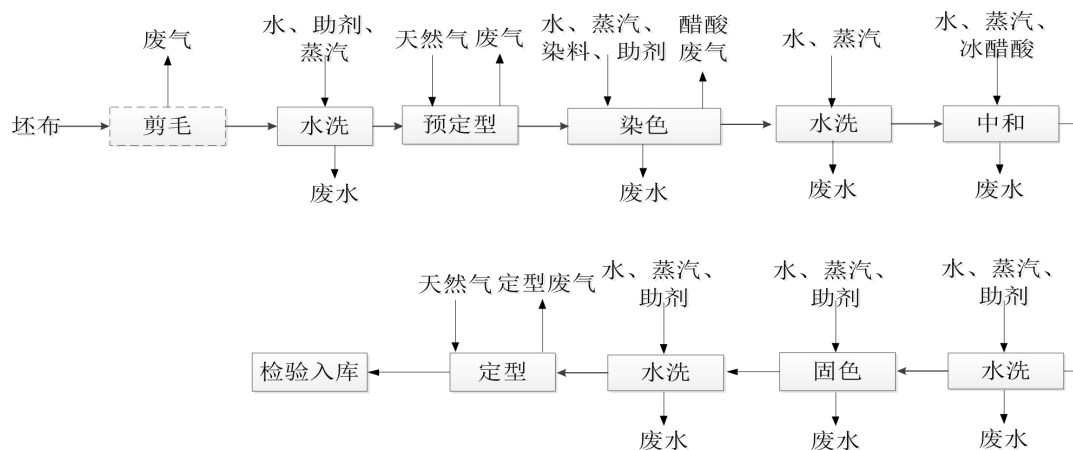 废气
水、助剂、
蒸汽
天然气
废气
水、蒸汽、
染料、助剂
醋酸
废气
水、蒸汽
水、蒸汽、
冰醋酸
坯布
剪毛
水洗
预定型
染色
水洗
中和
废水
废水
废水
废水
天然气
定型废气
水、蒸汽、
助剂
水、蒸汽、
助剂
水、蒸汽、
助剂
检验入库
定型
水洗
固色
水洗
废水
废水
废水